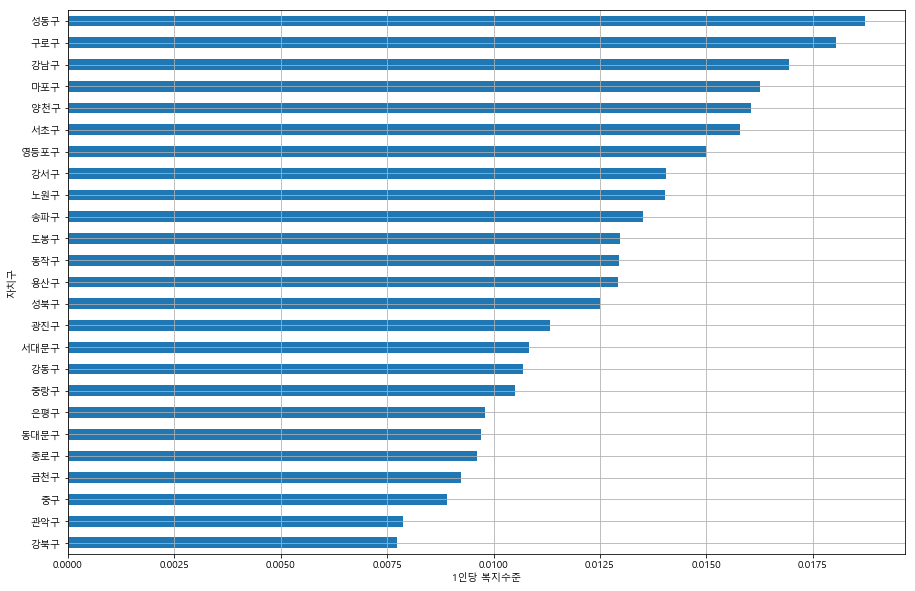 성동구
구로구
강남구
마포구
양천구
서초구
영등포구
강서구
노원구
송파구
도봉구
동작구
용산구
성북구
광진구
서대문구
강동구
중랑구
은평구
동대문구
종로구
금천구
중구
관악구
강북구
자치구
0.0000 0.0025 0.0050 0.0075 0.0100 0.0125 0.0150 0.0175
1인당 복지수준